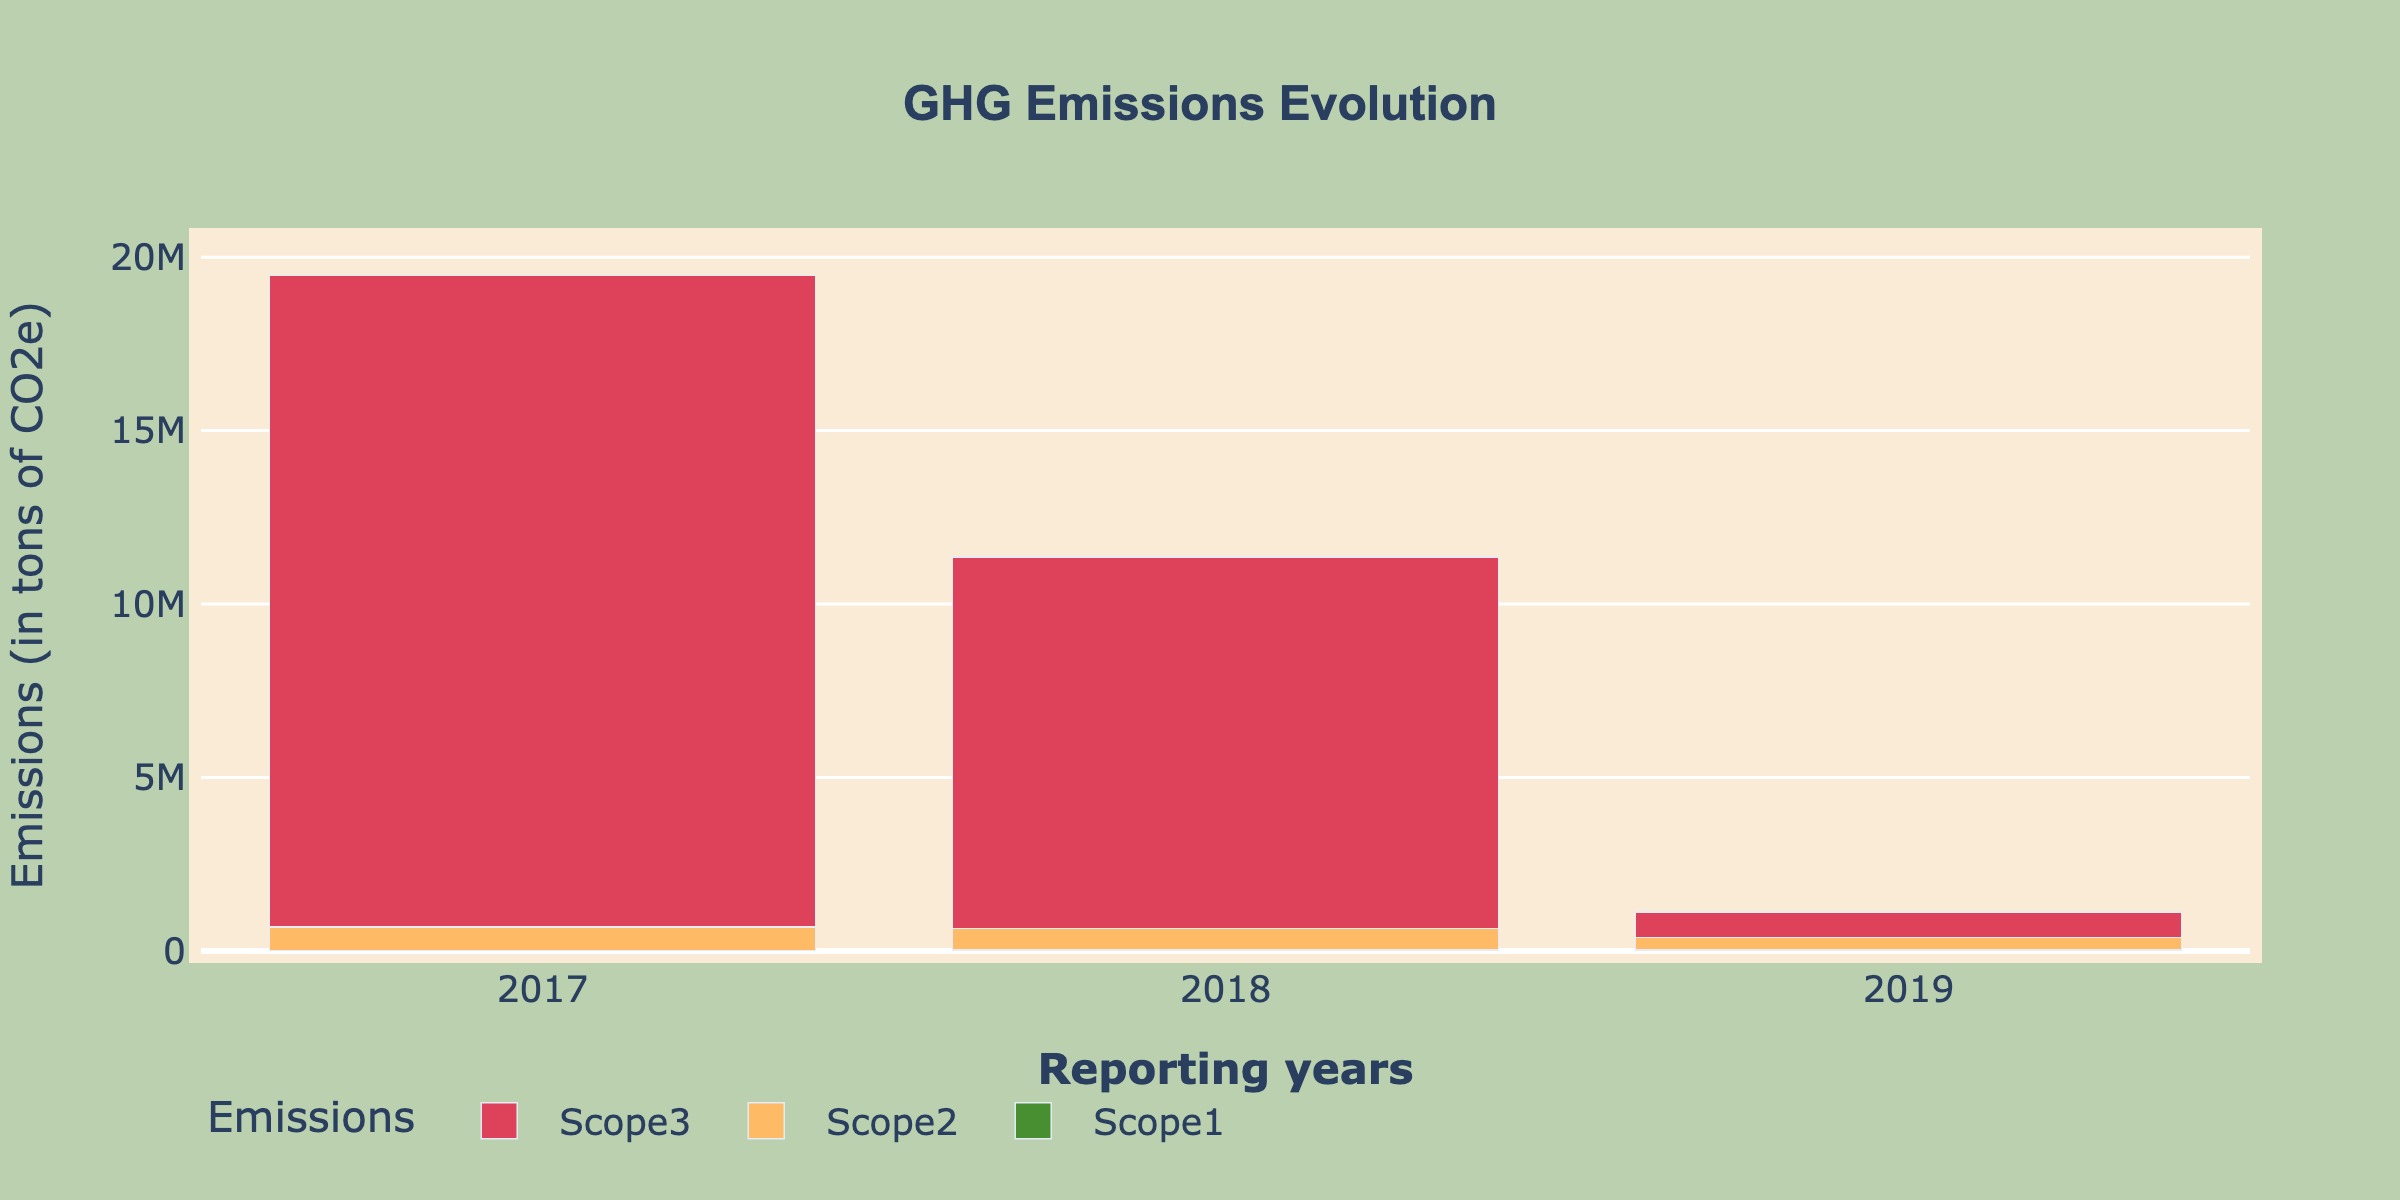 GHG Emissions Evolution
Emissions (in tons of CO2e)
20M
15M
10M
5M
0
2017 2018 2019
Reporting years
Emissions Scope3 Scope2 Scope1